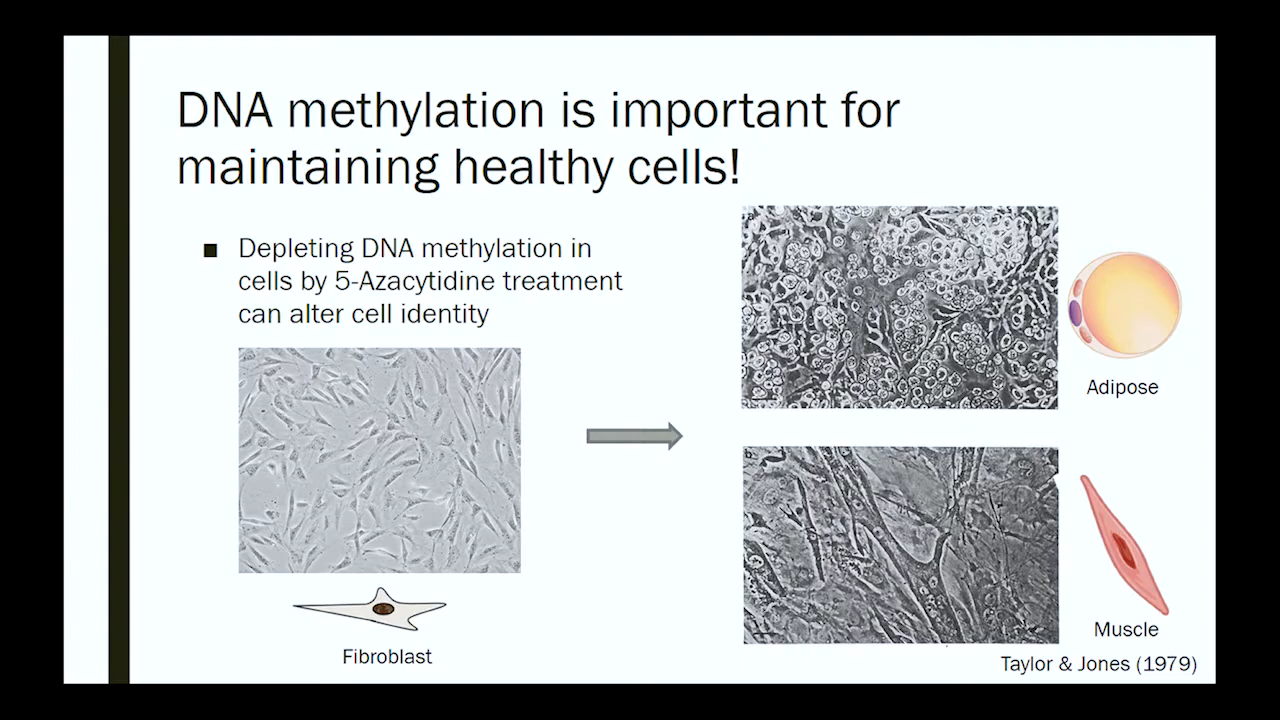 DNA methylation is important for
maintaining healthy cells!
■ Depleting DNA methylation in
cells by 5-Azacytidine treatment
can alter cell identity
Fibroblast
a
Adipose
b
Muscle
Taylor & Jones (1979)